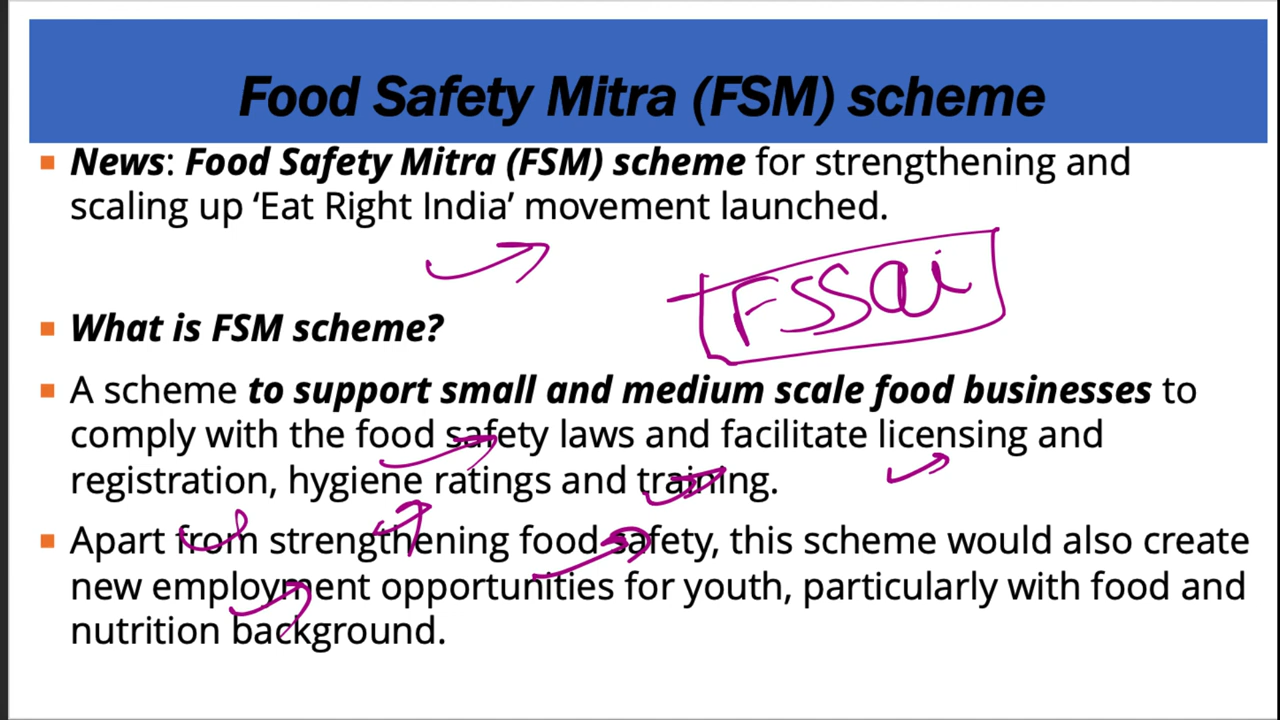 Food Safety Mitra (FSM) scheme
▪ News: Food Safety Mitra (FSM) scheme for strengthening and
scaling up ‘Eat Right India’ movement launched.
FSSai
▪ What is FSM scheme?
▪ A scheme to support small and medium scale food businesses to
comply with the food safety laws and facilitate licensing and
registration, hygiene ratings and training.
▪ Apart from strengthening food safety, this scheme would also create
new employment opportunities for youth, particularly with food and
nutrition background.